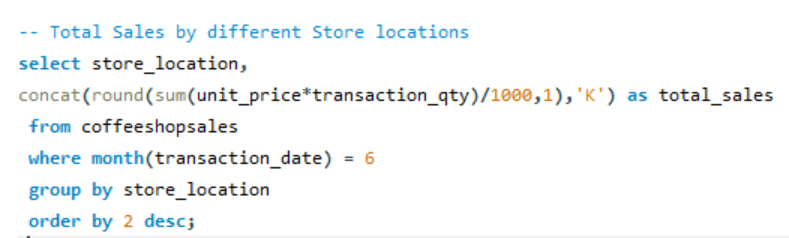 -- Total Sales by different Store locations
select store_location,
concat(round(sum(unit_price*transaction_qty)/1000,1),'K') as total_sales
from coffeeshopsales
where month(transaction_date) = 6
group by store_location
order by 2 desc;